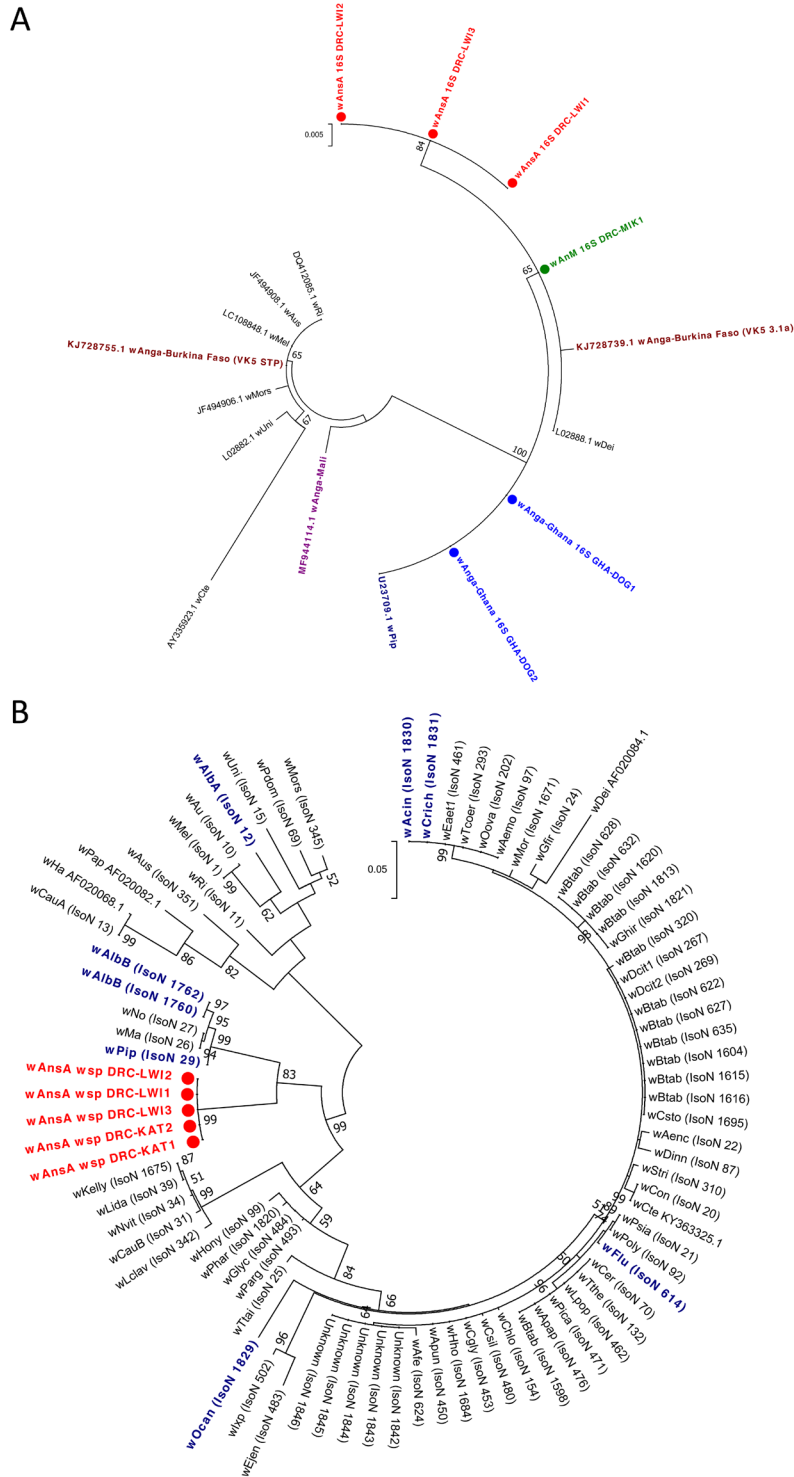 A
wAnsA 16S DRC-LWI2
wAnsA 16S DRC-LWI3
wAnsA 16S DRC-LWI1
0.005
84
wAnM 16S DRC-MIK1
65
KJ728739.1 wAnga-Burkina Faso (VK5 3.1a)
L02888.1 wDei
100
wAnga-Ghana 16S GHA-DOG1
wAnga-Ghana 16S GHA-DOG2
U23709.1 wPip
DQ412085.1 wRi
JF494908.1 wAus
LC108848.1 wMel
65
KJ728755.1 wAnga-Burkina Faso (VK5 STP)
JF494906.1 wMors
L02882.1 wUni
67
MF944114.1 wAnga-Mali
AY335923.1 wCte
B
wAcin (IsoN 1830)
wCrich (IsoN 1831)
wEaet1 (IsoN 461)
wTcoer (IsoN 293)
wOova (IsoN 202)
wAemo (IsoN 97)
wMor (IsoN 1671)
wGfir (IsoN 24)
wDei AF020084.1
wBtab (IsoN 628)
wBtab (IsoN 632)
wBtab (IsoN 1620)
wBtab (IsoN 1813)
wGhir (IsoN 1821)
wBtab (IsoN 320)
wDcit1 (IsoN 267)
wDcit2 (IsoN 269)
wBtab (IsoN 622)
wBtab (IsoN 627)
wBtab (IsoN 635)
wBtab (IsoN 1604)
wBtab (IsoN 1615)
wBtab (IsoN 1616)
wCsto (IsoN 1695)
wAenc (IsoN 22)
wDinn (IsoN 87)
wStri (IsoN 310)
wCon (IsoN 20)
wCte KY363325.1
wPsia (IsoN 21)
wPoly (IsoN 92)
wFlu (IsoN 614)
wCer (IsoN 70)
wTthe (IsoN 132)
wLpop (IsoN 462)
wPica (IsoN 471)
wApap (IsoN 476)
wBtab (IsoN 1598)
wChlo (IsoN 154)
wCsil (IsoN 480)
wCgly (IsoN 453)
wHho (IsoN 1684)
wApun (IsoN 450)
wAfe (IsoN 624)
Unknown (IsoN 1842)
Unknown (IsoN 1843)
Unknown (IsoN 1844)
Unknown (IsoN 1845)
Unknown (IsoN 1846)
wEjen (IsoN 483)
wIxp (IsoN 502)
wOcan (IsoN 1829)
wTtai (IsoN 25)
wParg (IsoN 493)
wGlyc (IsoN 484)
wPhar (IsoN 1820)
wHony (IsoN 99)
wLclav (IsoN 342)
wCauB (IsoN 31)
wNvit (IsoN 34)
wLida (IsoN 39)
wKelly (IsoN 1675)
wAnsA wsp DRC-KAT1
wAnsA wsp DRC-KAT2
wAnsA wsp DRC-LWI3
wAnsA wsp DRC-LWI1
wAnsA wsp DRC-LWI2
wPip (IsoN 29)
wMa (IsoN 26)
wNo (IsoN 27)
wAlbB (IsoN 1760)
wAlbB (IsoN 1762)
wCauA (IsoN 13)
wHa AF020068.1
wPap AF020082.1
wAus (IsoN 351)
wRi (IsoN 11)
wMel (IsoN 1)
wAu (IsoN 10)
wAlbA (IsoN 12)
wUni (IsoN 15)
wPdom (IsoN 69)
wMors (IsoN 345)
0.05
99
98
52
99
62
99
86
82
97
95
99
94
83
99
99
87
51
99
64
59
84
66
64
96
96
50